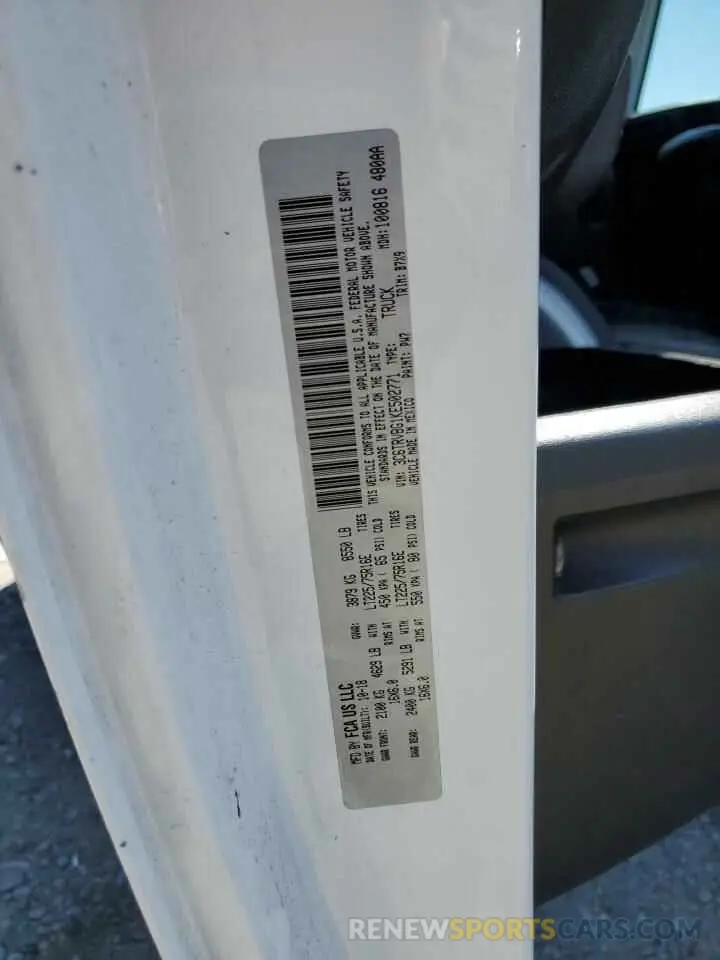 MFD BY FCA US LLC
DATE OF MFR(BUILT): 10-18 GVWR: 3879 KG 8550 LB
GAWR FRONT: 2100 KG 4629 LB WITH LT225/75R16E TIRES
16X6.0 RIMS AT 450 KPA ( 65 PSI) COLD
GAWR REAR: 2400 KG 5291 LB WITH LT225/75R16E TIRES
16X6.0 RIMS AT 550 KPA ( 80 PSI) COLD
THIS VEHICLE CONFORMS TO ALL APPLICABLE U.S.A. FEDERAL MOTOR VEHICLE SAFETY
STANDARDS IN EFFECT ON THE DATE OF MANUFACTURE SHOWN ABOVE.
VIN: 3C6TRVBG1KE502771 TYPE: TRUCK MDH: 100816 480AA
VEHICLE MADE IN MEXICO PAINT: PW7 TRIM: B7X9
RENEWSPORTSCARS.COM